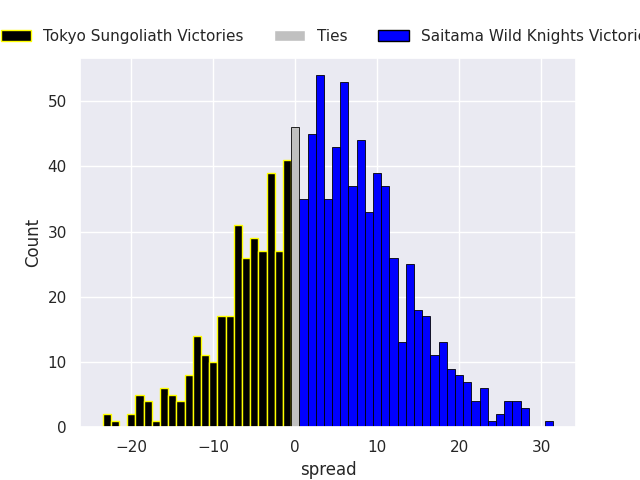 Tokyo Sungoliath Victories Ties Saitama Wild Knights Victorie
50
40
30
20
10
0
Count
−20 −10 0 10 20 30
spread